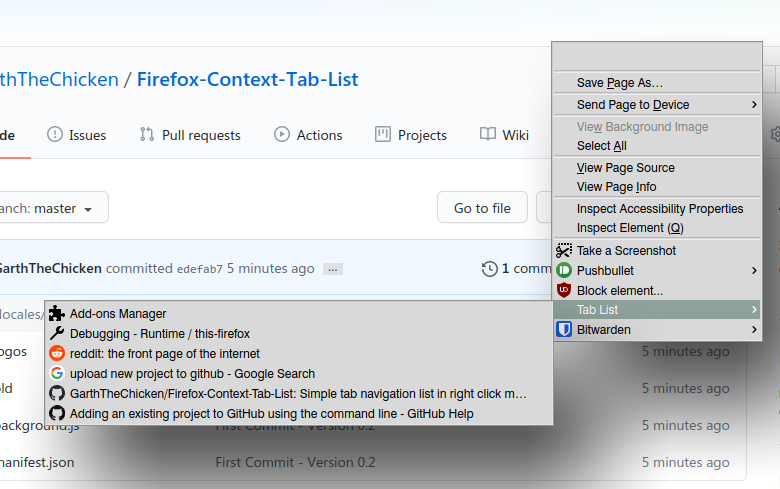 thTheChicken / Firefox-Context-Tab-List
de
Issues
Pull requests
Actions
Projects
Wiki
anch: master
Go to file
GarthTheChicken committed edefab7 5 minutes ago ...
1 comm
locales/
ogos
5 minutes ago
old
5 minutes ago
background.js
First Commit - Version 0.2
5 minutes ago
manifest.json
First Commit - Version 0.2
5 minutes ago
Save Page As…
Send Page to Device
View Background Image
Select All
View Page Source
View Page Info
Inspect Accessibility Properties
Inspect Element (Q)
Take a Screenshot
Pushbullet
Block element...
Tab List
Bitwarden
Add-ons Manager
Debugging - Runtime / this-firefox
reddit: the front page of the internet
upload new project to github - Google Search
GarthTheChicken/Firefox-Context-Tab-List: Simple tab navigation list in right click m…
Adding an existing project to GitHub using the command line - GitHub Help